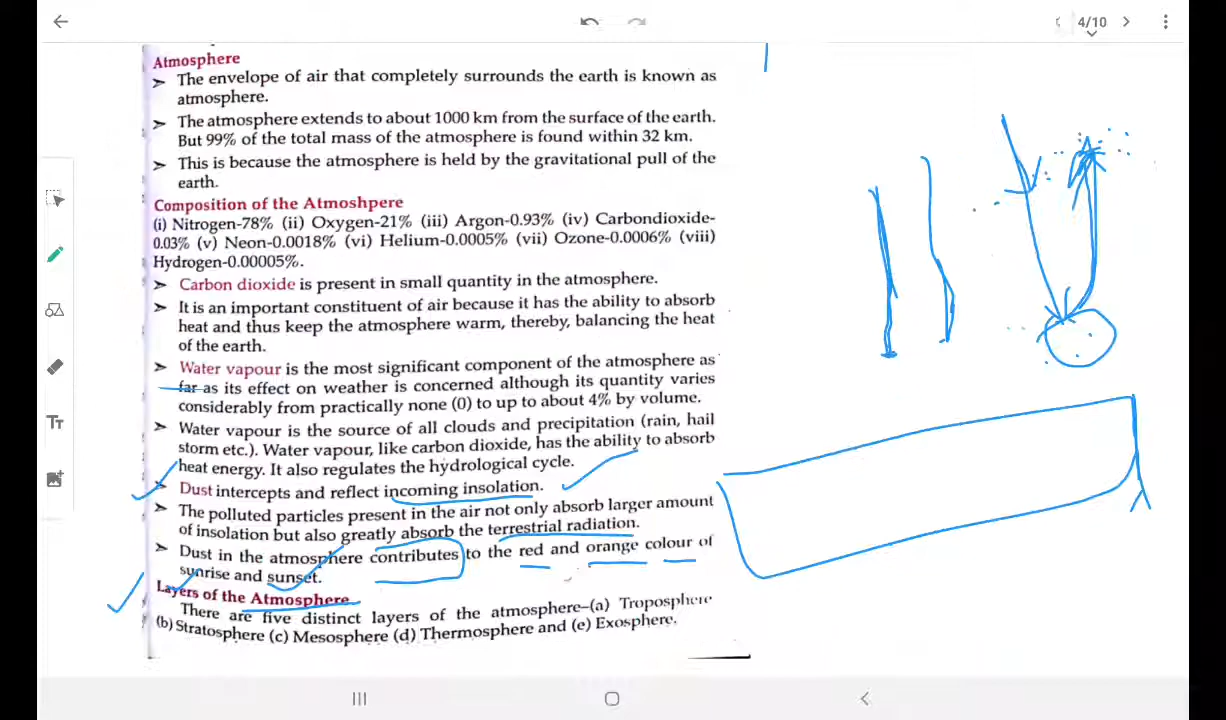 4/10
Atmosphere
➢ The envelope of air that completely surrounds the earth is known as
atmosphere.
➢ The atmosphere extends to about 1000 km from the surface of the earth.
But 99% of the total mass of the atmosphere is found within 32 km.
➢ This is because the atmosphere is held by the gravitational pull of the
earth.
Composition of the Atmoshpere
(i) Nitrogen-78% (ii) Oxygen-21% (iii) Argon-0.93% (iv) Carbondioxide-
0.03% (v) Neon-0.0018% (vi) Helium-0.0005% (vii) Ozone-0.0006% (viii)
Hydrogen-0.00005%.
➢ Carbon dioxide is present in small quantity in the atmosphere.
➢ It is an important constituent of air because it has the ability to absorb
heat and thus keep the atmosphere warm, thereby, balancing the heat
of the earth.
➢ Water vapour is the most significant component of the atmosphere as
far as its effect on weather is concerned although its quantity varies
considerably from practically none (0) to up to about 4% by volume.
➢ Water vapour is the source of all clouds and precipitation (rain, hail
storm etc.). Water vapour, like carbon dioxide, has the ability to absorb
heat energy. It also regulates the hydrological cycle.
➢ Dust intercepts and reflect incoming insolation.
➢ The polluted particles present in the air not only absorb larger amount
of insolation but also greatly absorb the terrestrial radiation.
➢ Dust in the atmosphere contributes to the red and orange colour of
sunrise and sunset.
Layers of the Atmosphere
There are five distinct layers of the atmosphere-(a) Troposphere
(b) Stratosphere (c) Mesosphere (d) Thermosphere and (e) Exosphere.
Tт